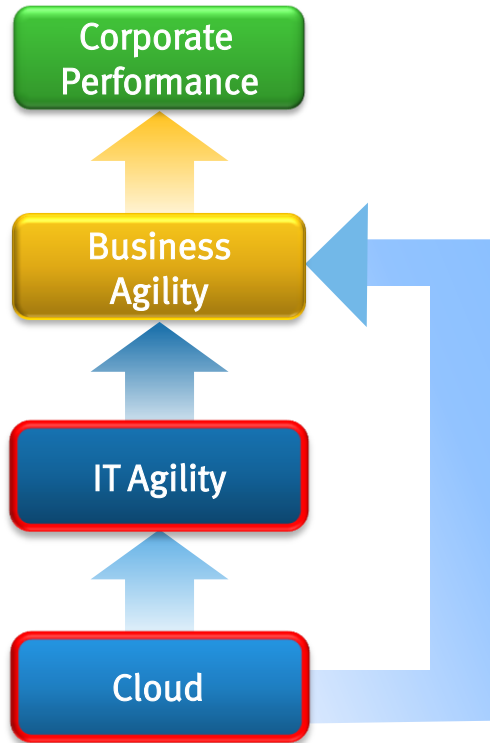 Corporate
Performance
Business
Agility
IT Agility
Cloud